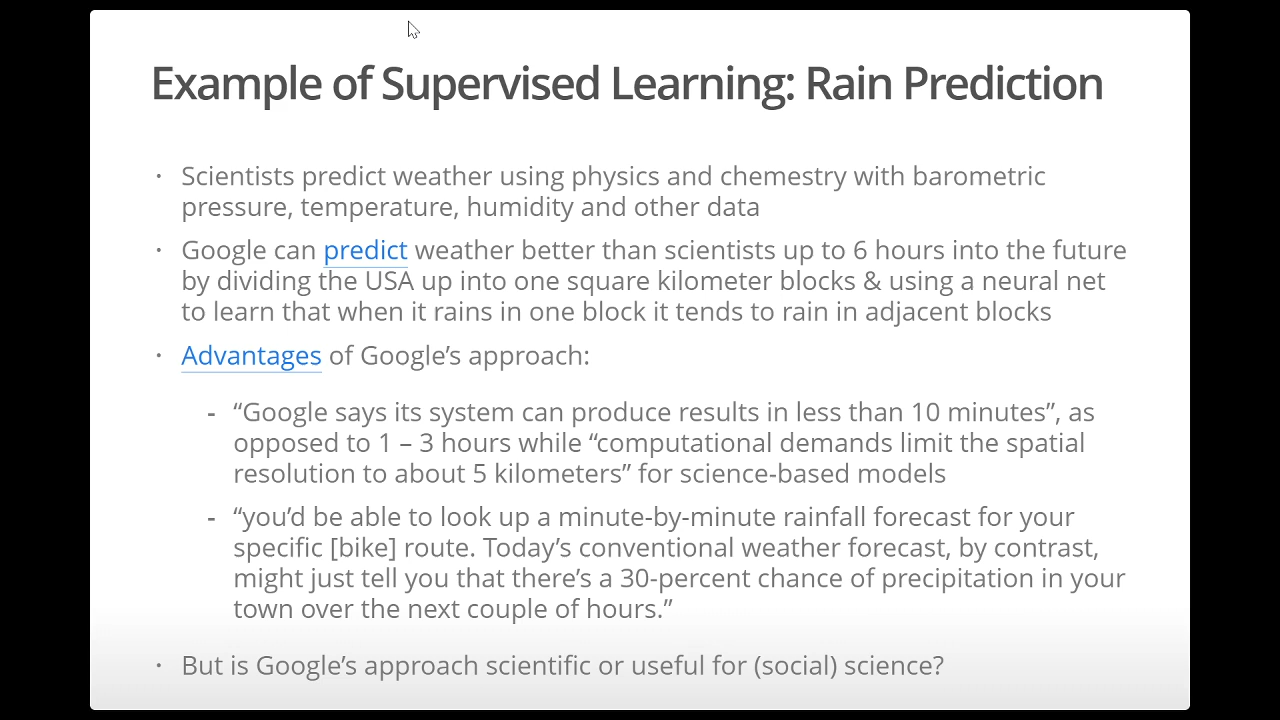 Example of Supervised Learning: Rain Prediction
· Scientists predict weather using physics and chemestry with barometric
pressure, temperature, humidity and other data
· Google can predict weather better than scientists up to 6 hours into the future
by dividing the USA up into one square kilometer blocks & using a neural net
to learn that when it rains in one block it tends to rain in adjacent blocks
· Advantages of Google’s approach:
- “Google says its system can produce results in less than 10 minutes”, as
opposed to 1 – 3 hours while “computational demands limit the spatial
resolution to about 5 kilometers” for science-based models
- “you’d be able to look up a minute-by-minute rainfall forecast for your
specific [bike] route. Today’s conventional weather forecast, by contrast,
might just tell you that there’s a 30-percent chance of precipitation in your
town over the next couple of hours.”
· But is Google’s approach scientific or useful for (social) science?